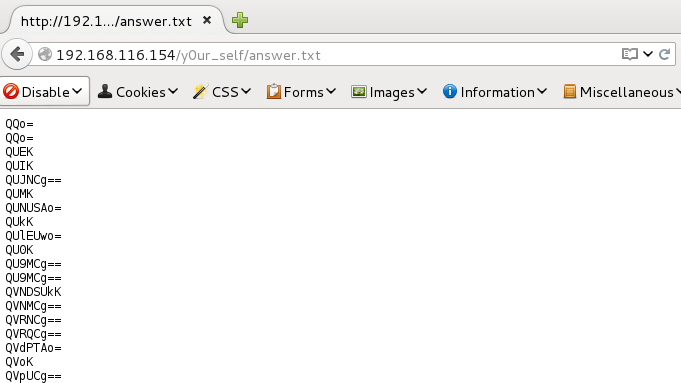 http://192.1.../answer.txt
192.168.116.154/y0ur_self/answer.txt
Disable Cookies CSS Forms Images Information Miscellaneous
QQo=
QQo=
QUEK
QUIK
QUJNCg==
QUMK
QUNUSAo=
QUkK
QUlEUwo=
QU0K
QU9MCg==
QU9MCg==
QVNDSUkK
QVNMCg==
QVRNCg==
QVRQCg==
QVdPTAo=
QVoK
QVpUCg==